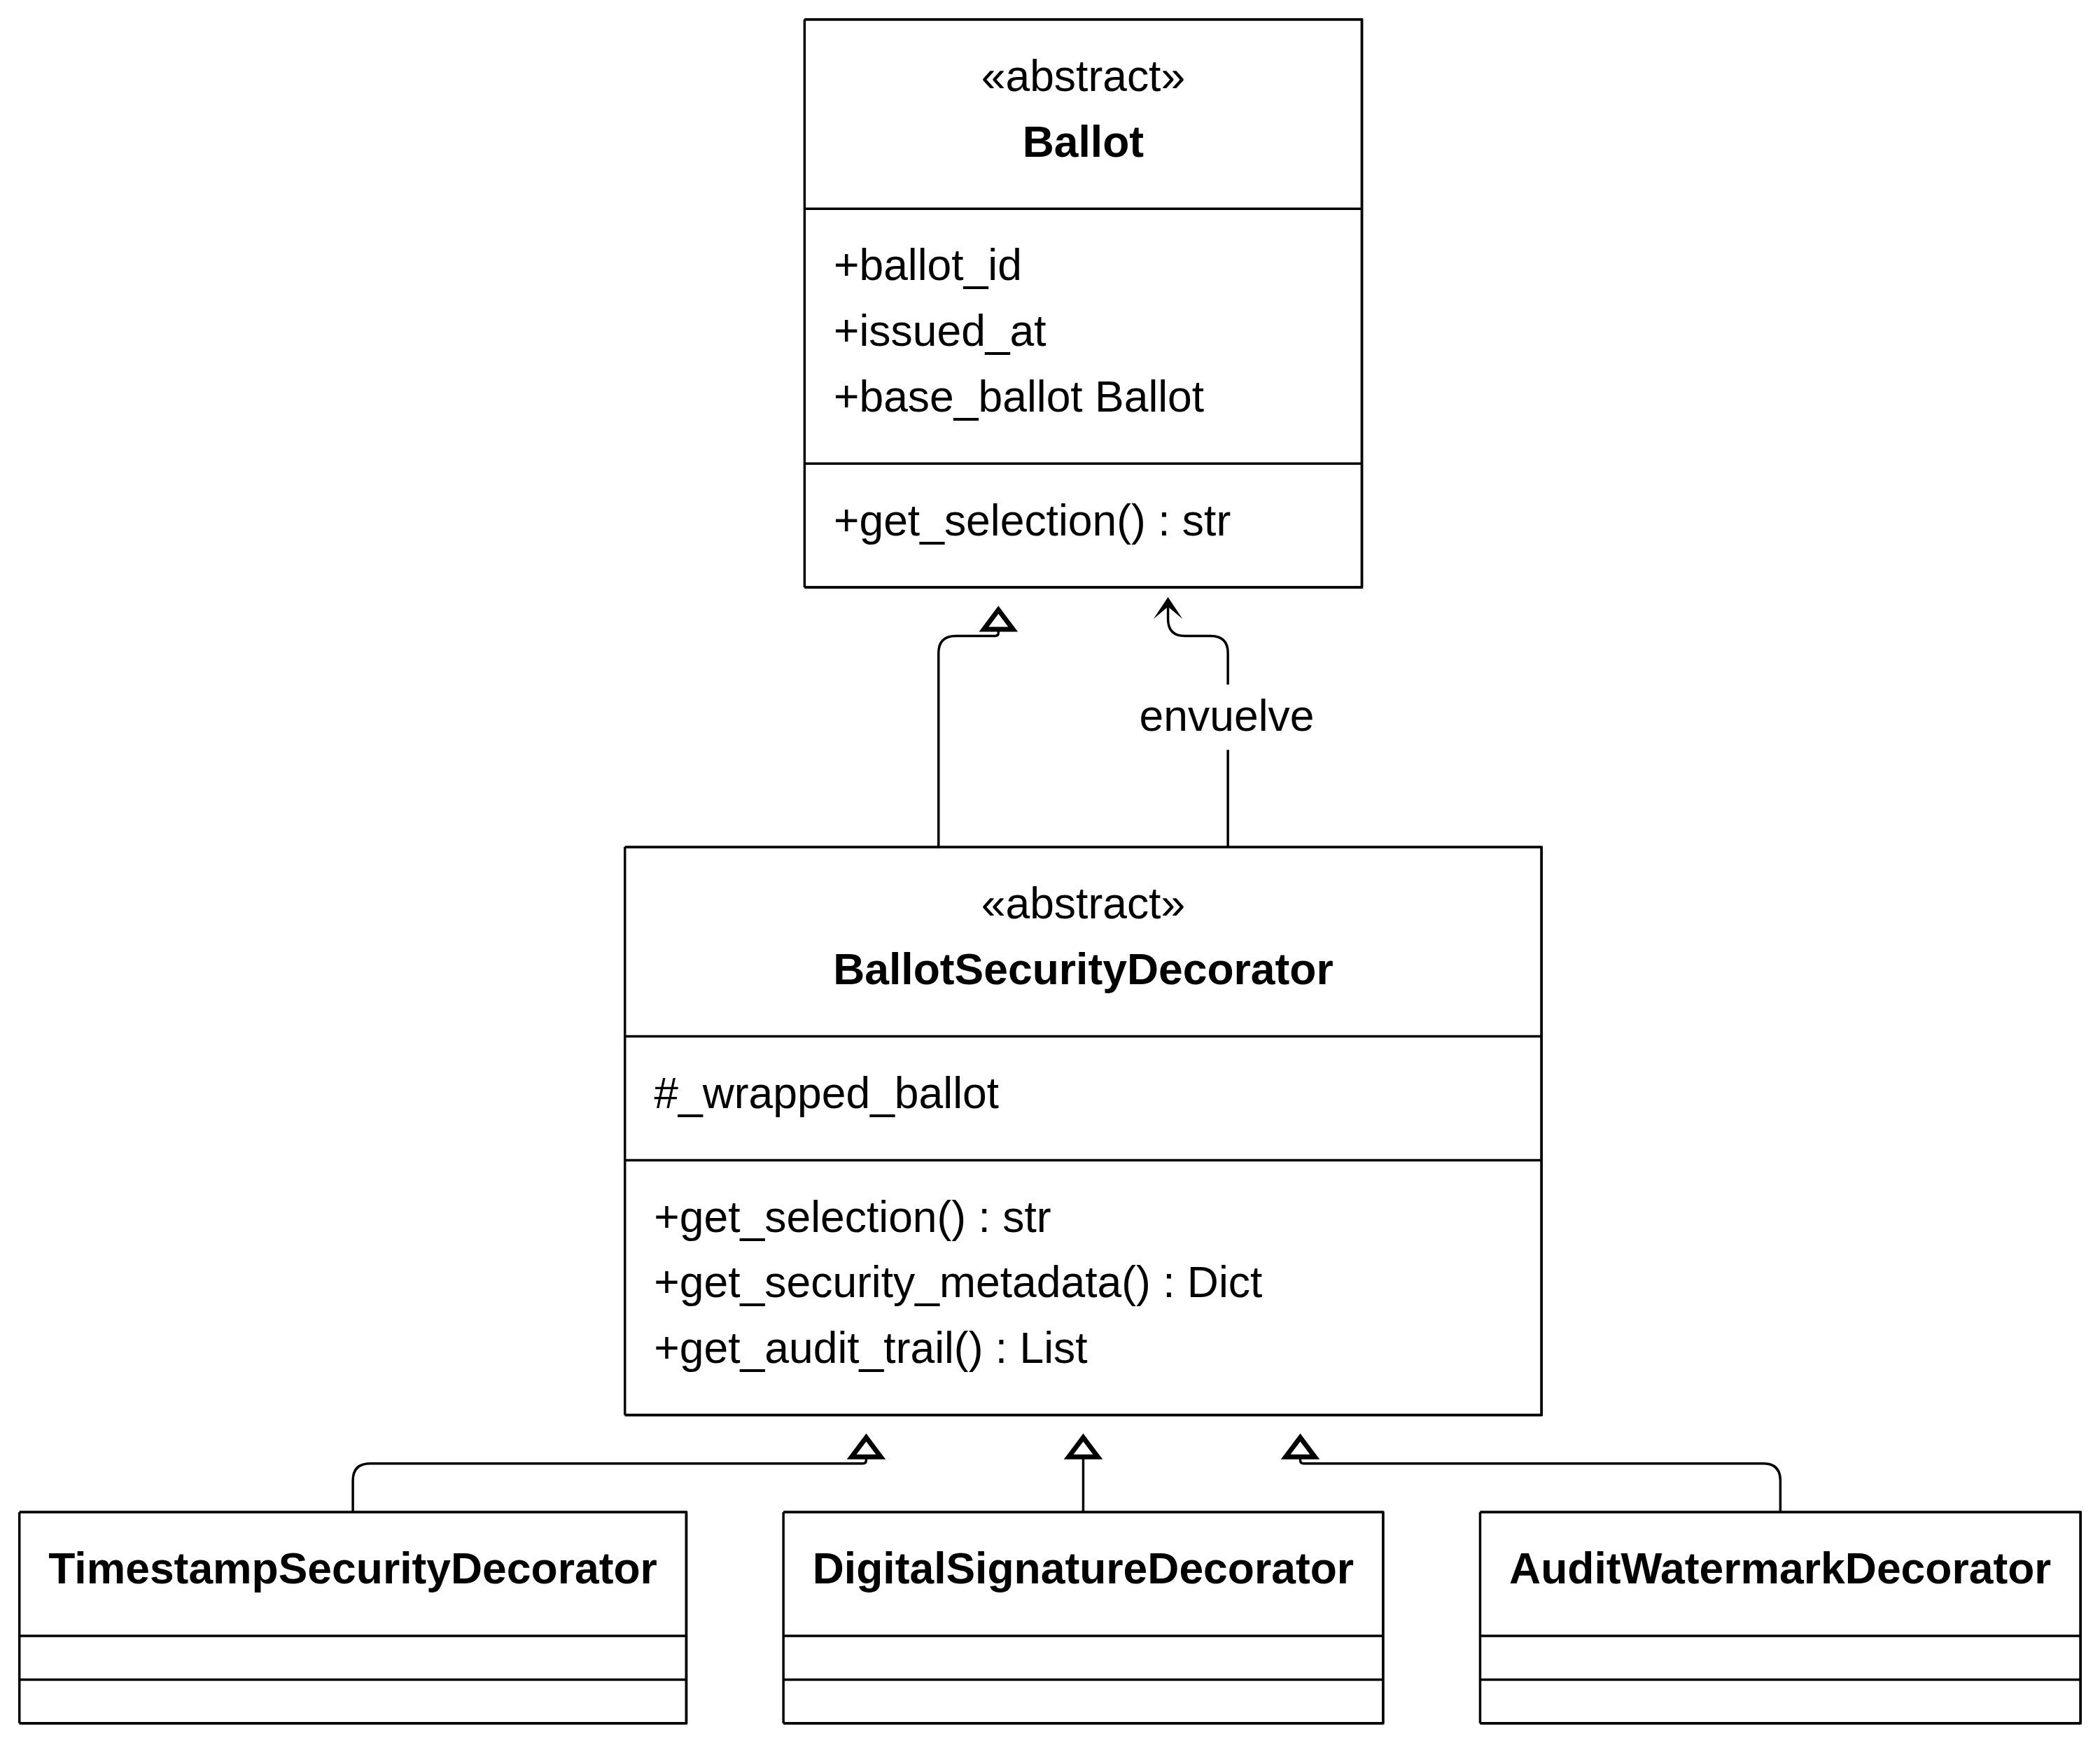 «abstract»
Ballot
+ballot_id
+issued_at
+base_ballot Ballot
+get_selection() : str
envuelve
«abstract»
BallotSecurityDecorator
#_wrapped_ballot
+get_selection() : str
+get_security_metadata() : Dict
+get_audit_trail() : List
TimestampSecurityDecorator
DigitalSignatureDecorator
AuditWatermarkDecorator